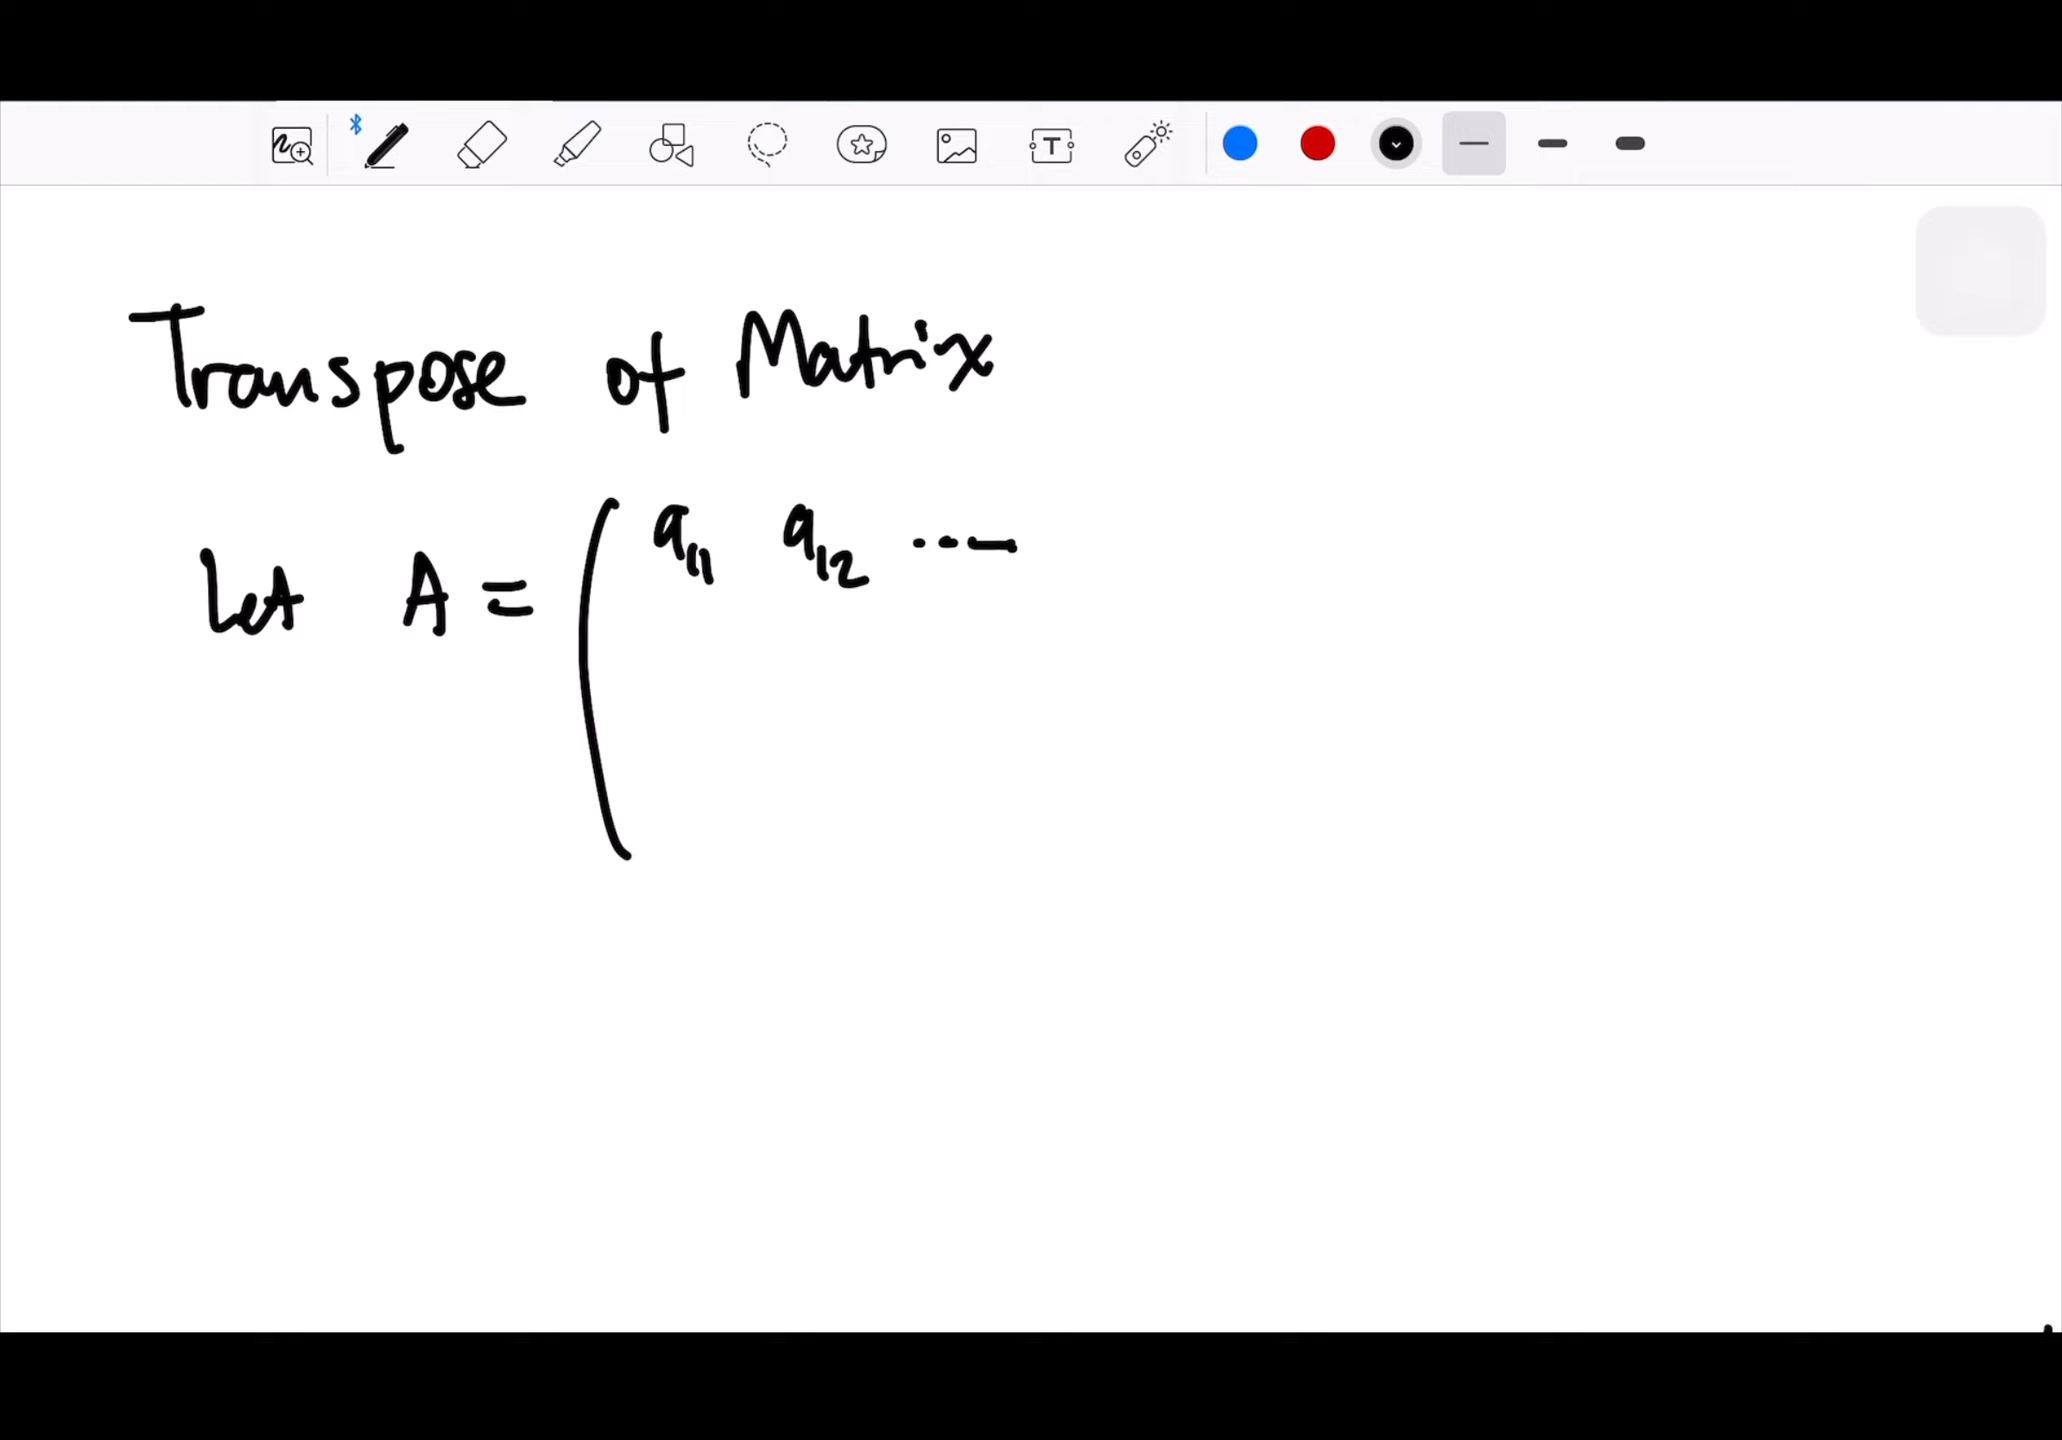 Transpose of Matrix
Let A = ( a₁₁ a₁₂ ...